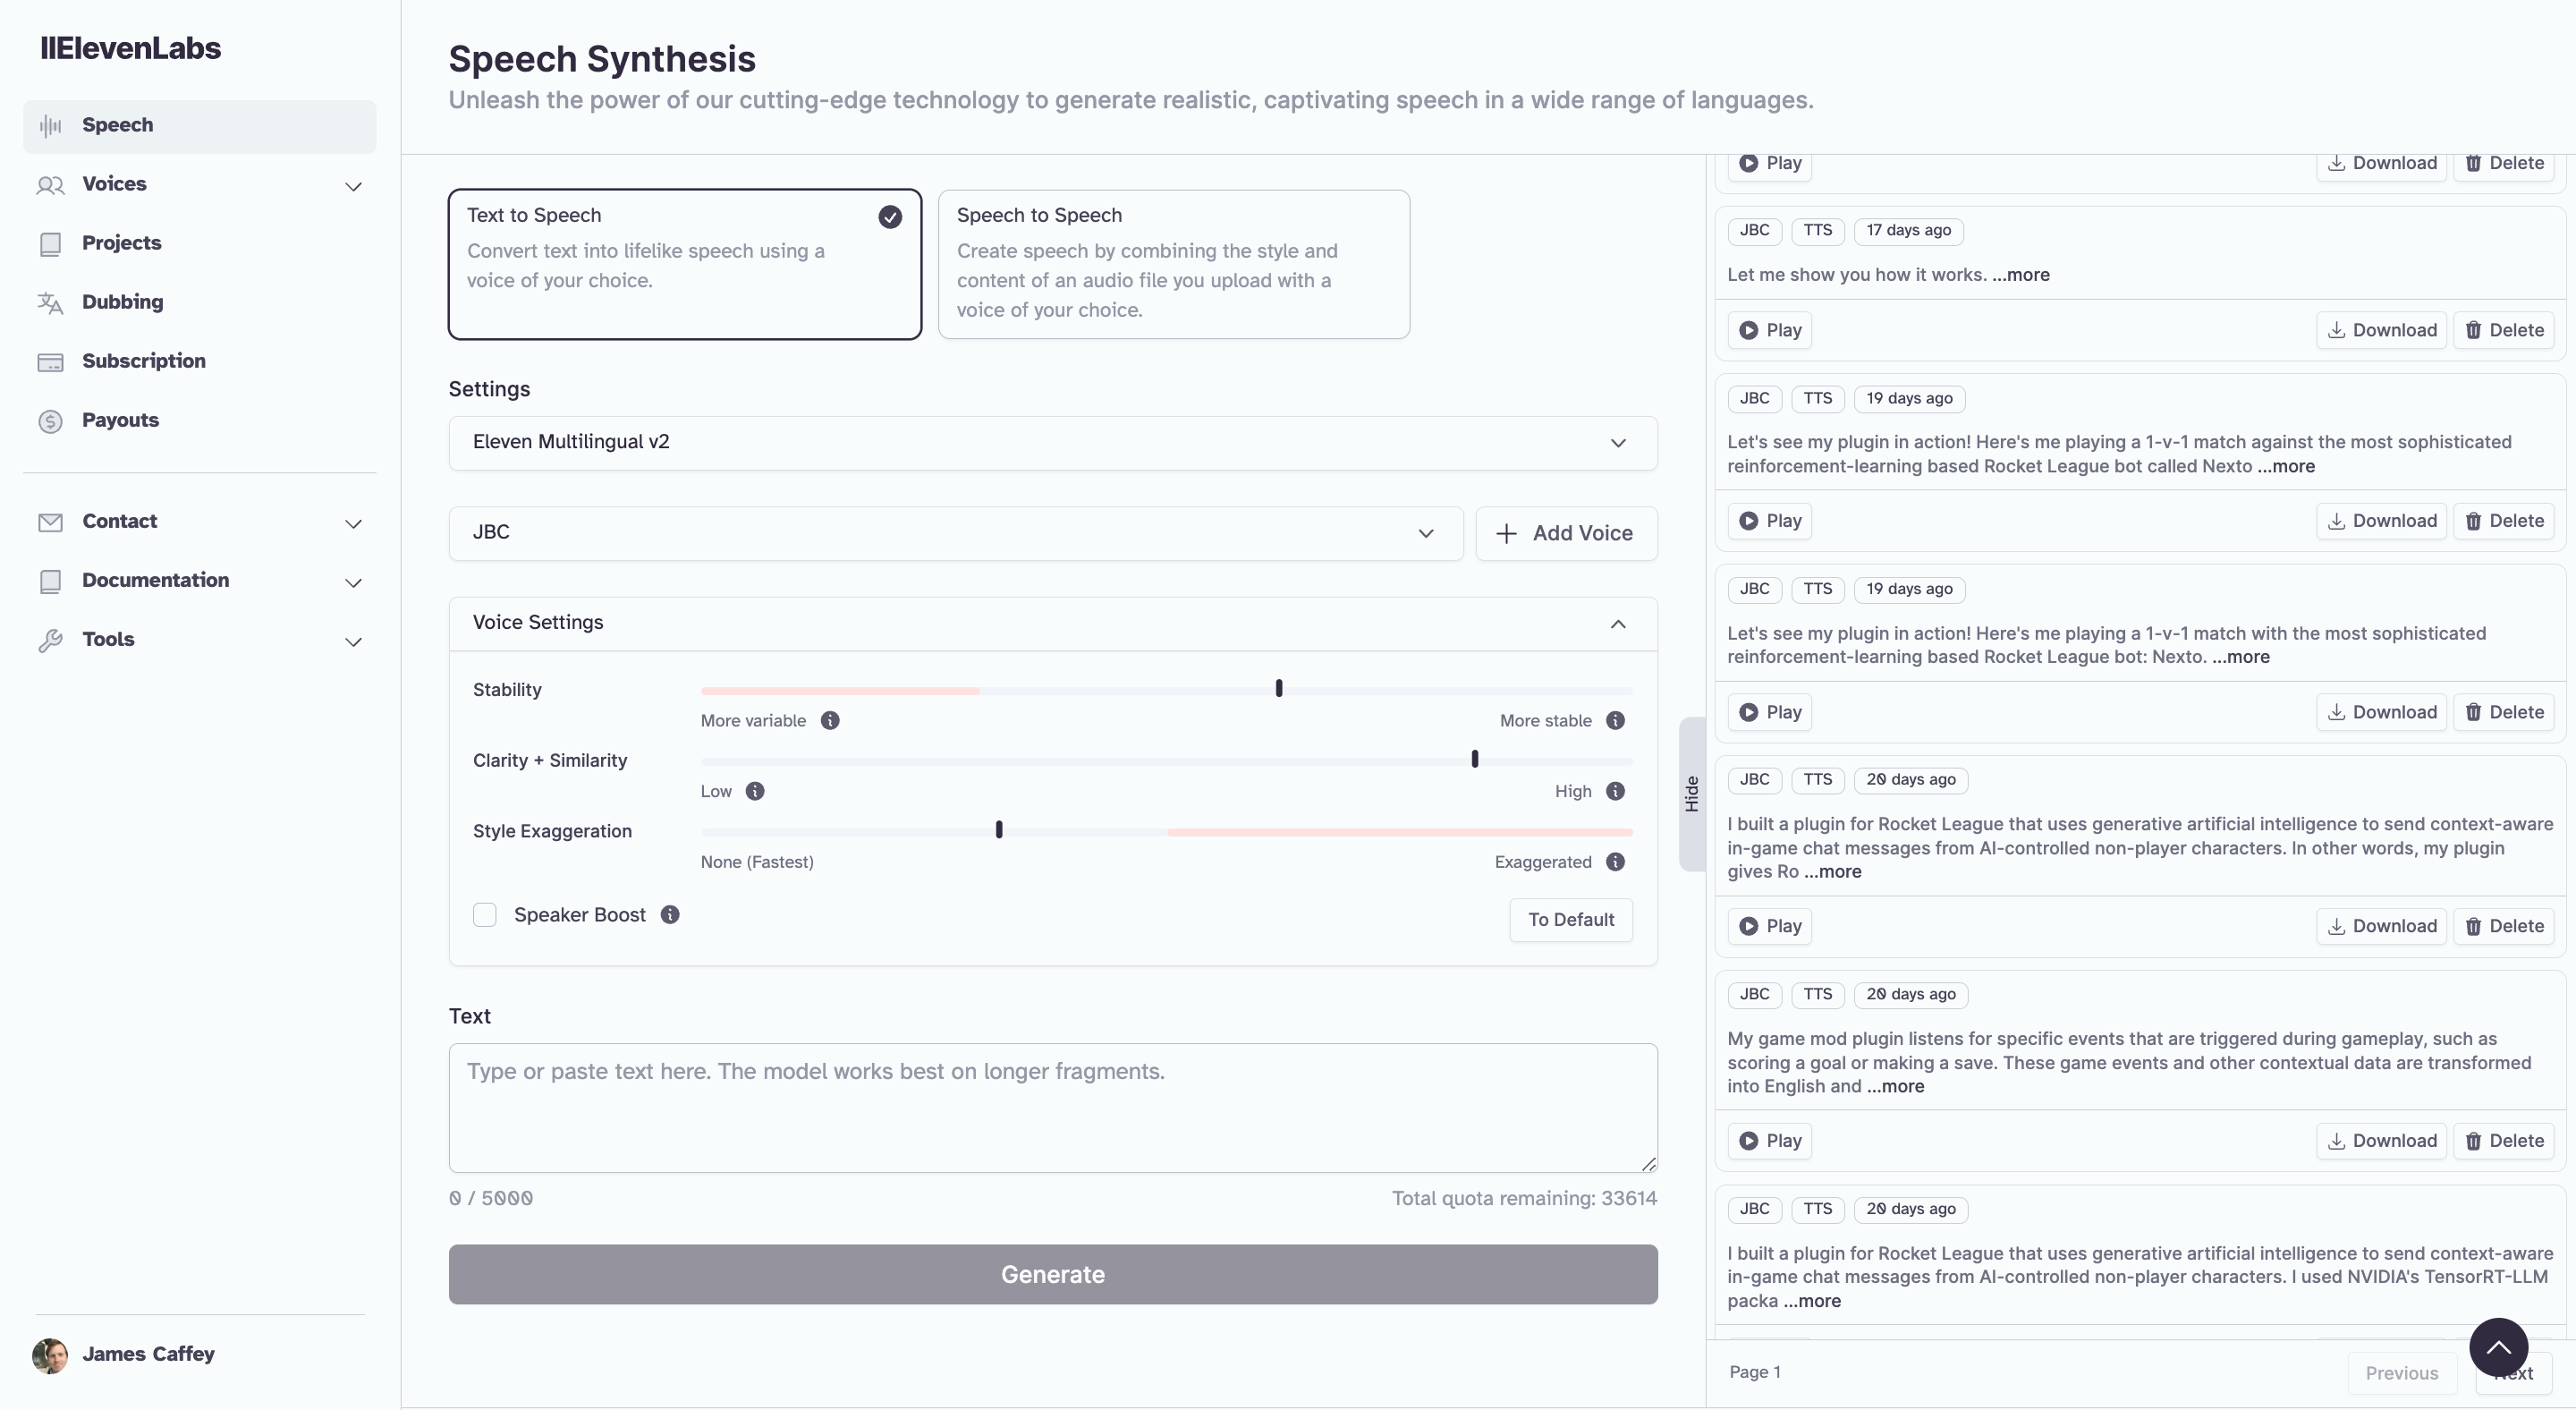 IIElevenLabs
Speech
Voices
Projects
Dubbing
Subscription
Payouts
Contact
Documentation
Tools
James Caffey
Speech Synthesis
Unleash the power of our cutting-edge technology to generate realistic, captivating speech in a wide range of languages.
Text to Speech
Convert text into lifelike speech using a
voice of your choice.
Speech to Speech
Create speech by combining the style and
content of an audio file you upload with a
voice of your choice.
Settings
Eleven Multilingual v2
JBC
Add Voice
Voice Settings
Stability
More variable
More stable
Clarity + Similarity
Low
High
Style Exaggeration
None (Fastest)
Exaggerated
Speaker Boost
To Default
Text
Type or paste text here. The model works best on longer fragments.
0 / 5000
Total quota remaining: 33614
Generate
Hide
Play Download Delete
JBC TTS 17 days ago
Let me show you how it works. ...more
Play Download Delete
JBC TTS 19 days ago
Let's see my plugin in action! Here's me playing a 1-v-1 match against the most sophisticated
reinforcement-learning based Rocket League bot called Nexto ...more
Play Download Delete
JBC TTS 19 days ago
Let's see my plugin in action! Here's me playing a 1-v-1 match with the most sophisticated
reinforcement-learning based Rocket League bot: Nexto. ...more
Play Download Delete
JBC TTS 20 days ago
I built a plugin for Rocket League that uses generative artificial intelligence to send context-aware
in-game chat messages from AI-controlled non-player characters. In other words, my plugin
gives Ro ...more
Play Download Delete
JBC TTS 20 days ago
My game mod plugin listens for specific events that are triggered during gameplay, such as
scoring a goal or making a save. These game events and other contextual data are transformed
into English and ...more
Play Download Delete
JBC TTS 20 days ago
I built a plugin for Rocket League that uses generative artificial intelligence to send context-aware
in-game chat messages from AI-controlled non-player characters. I used NVIDIA's TensorRT-LLM
packa ...more
Page 1
Previous